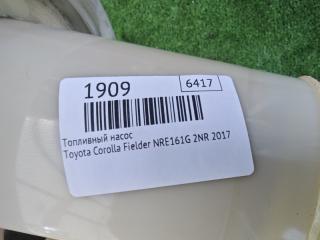 1909
6417
Топливный насос
Toyota Corolla Fielder NRE161G 2NR 2017